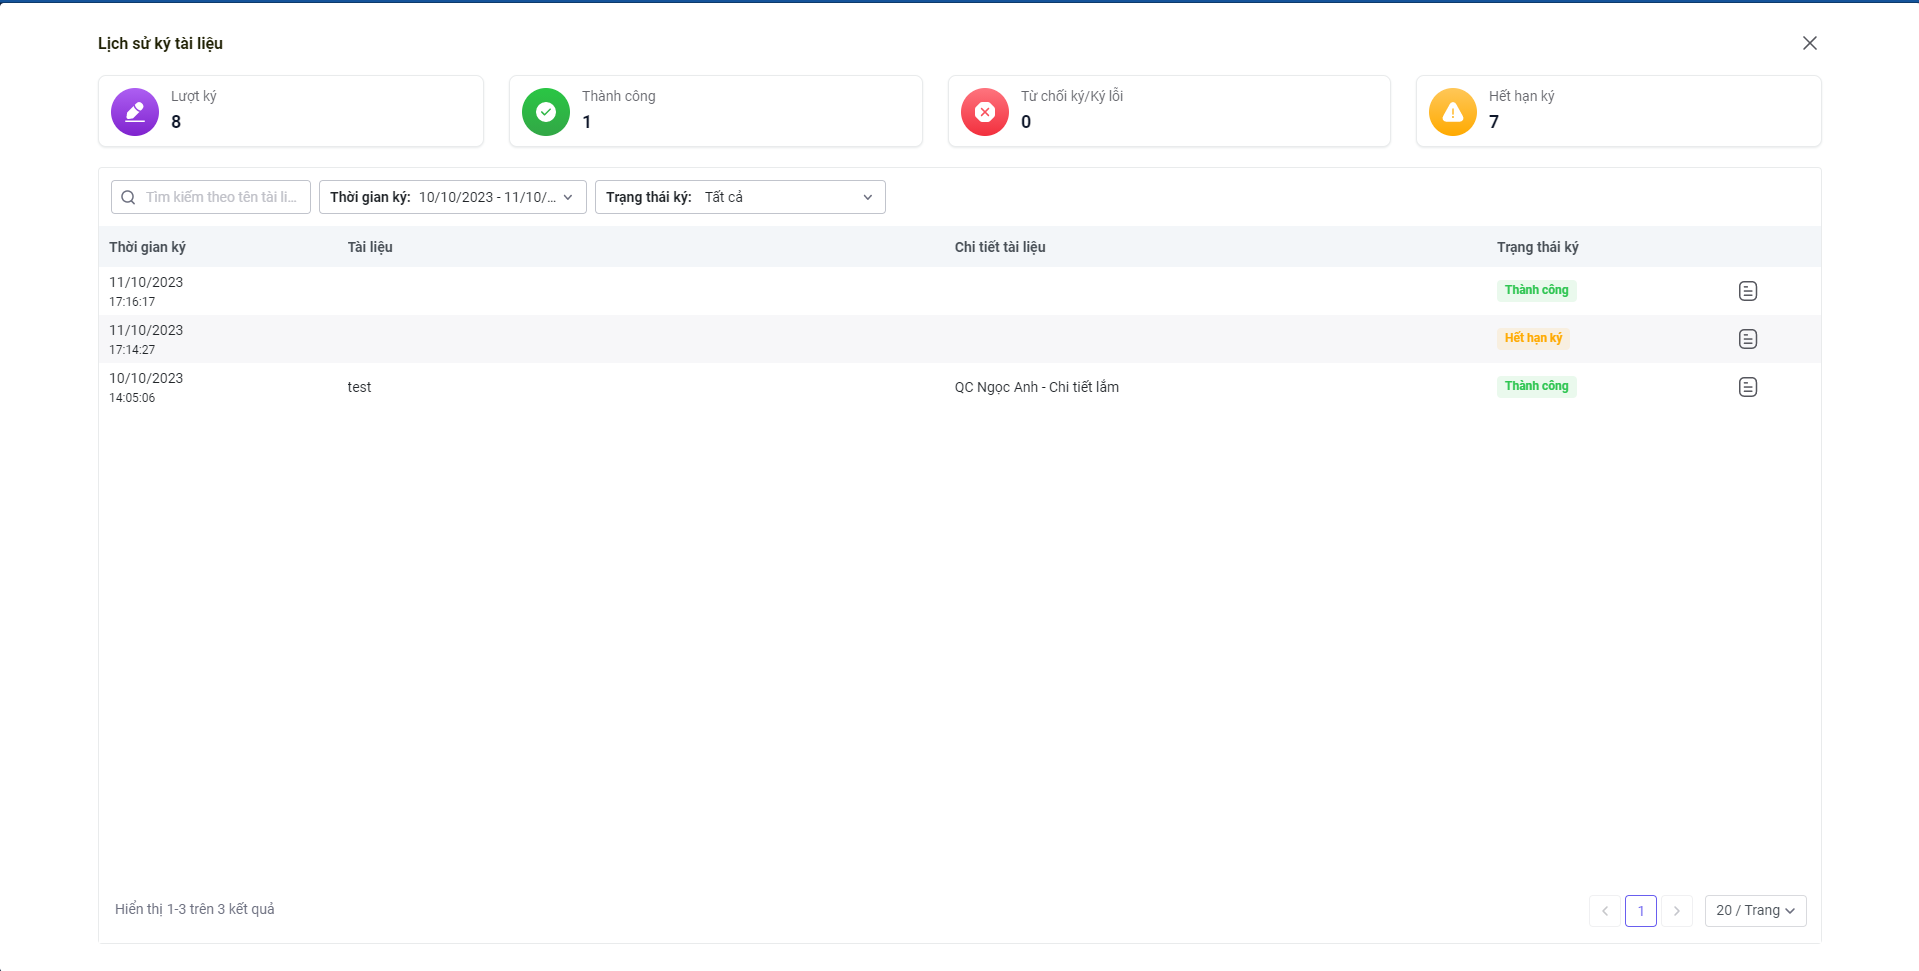 Lịch sử ký tài liệu
Lượt ký
8
Thành công
1
Từ chối ký/Ký lỗi
0
Hết hạn ký
7
Tìm kiếm theo tên tài li...
Thời gian ký: 10/10/2023 - 11/10/...
Trạng thái ký: Tất cả
Thời gian ký Tài liệu Chi tiết tài liệu Trạng thái ký
11/10/2023
17:16:17
Thành công
11/10/2023
17:14:27
Hết hạn ký
10/10/2023
14:05:06
test
QC Ngọc Anh - Chi tiết lắm
Thành công
Hiển thị 1-3 trên 3 kết quả
1
20 / Trang